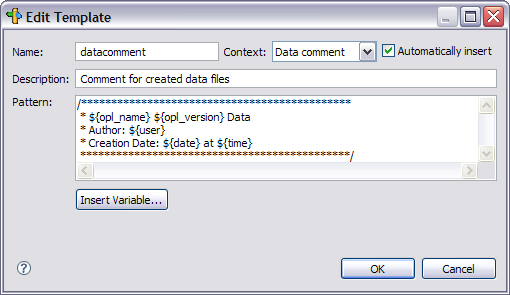 Edit Template
Name: datacomment Context: Data comment Automatically insert
Description: Comment for created data files
Pattern: /*********************************************
* ${opl_name} ${opl_version} Data
* Author: ${user}
* Creation Date: ${date} at ${time}
*********************************************/
Insert Variable...
? OK Cancel